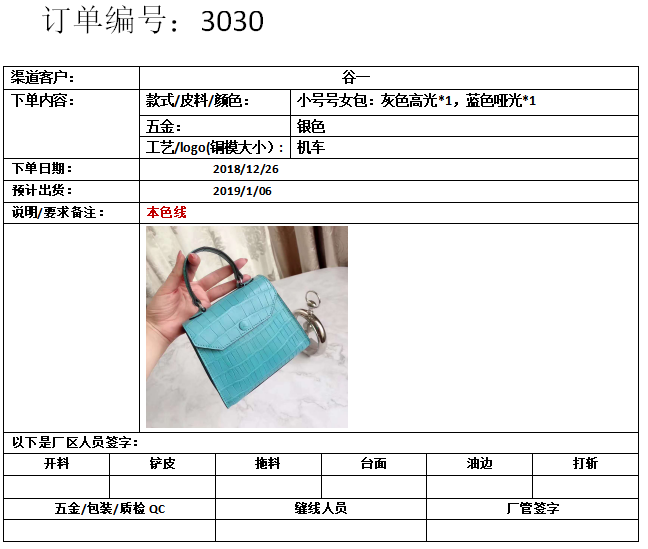 订单编号：3030
渠道客户： 谷一
下单内容： 款式/皮料/颜色： 小号号女包：灰色高光*1，蓝色哑光*1
五金： 银色
工艺/logo(铜模大小）: 机车
下单日期： 2018/12/26
预计出货： 2019/1/06
说明/要求备注： 本色线
以下是厂区人员签字：
开料 铲皮 拖料 台面 油边 打斩
五金/包装/质检 QC 缝线人员 厂管签字